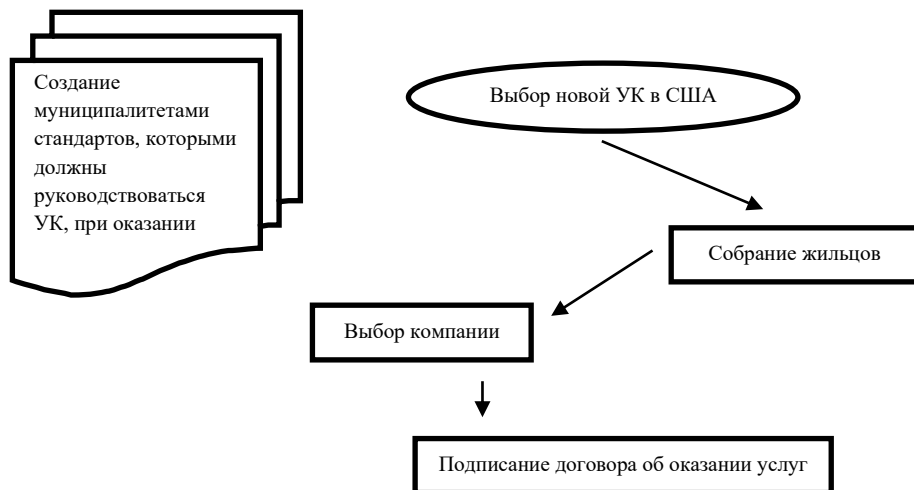 Создание
муниципалитетами
стандартов, которыми
должны
руководствоваться
УК, при оказании
Выбор новой УК в США
Собрание жильцов
Выбор компании
Подписание договора об оказании услуг